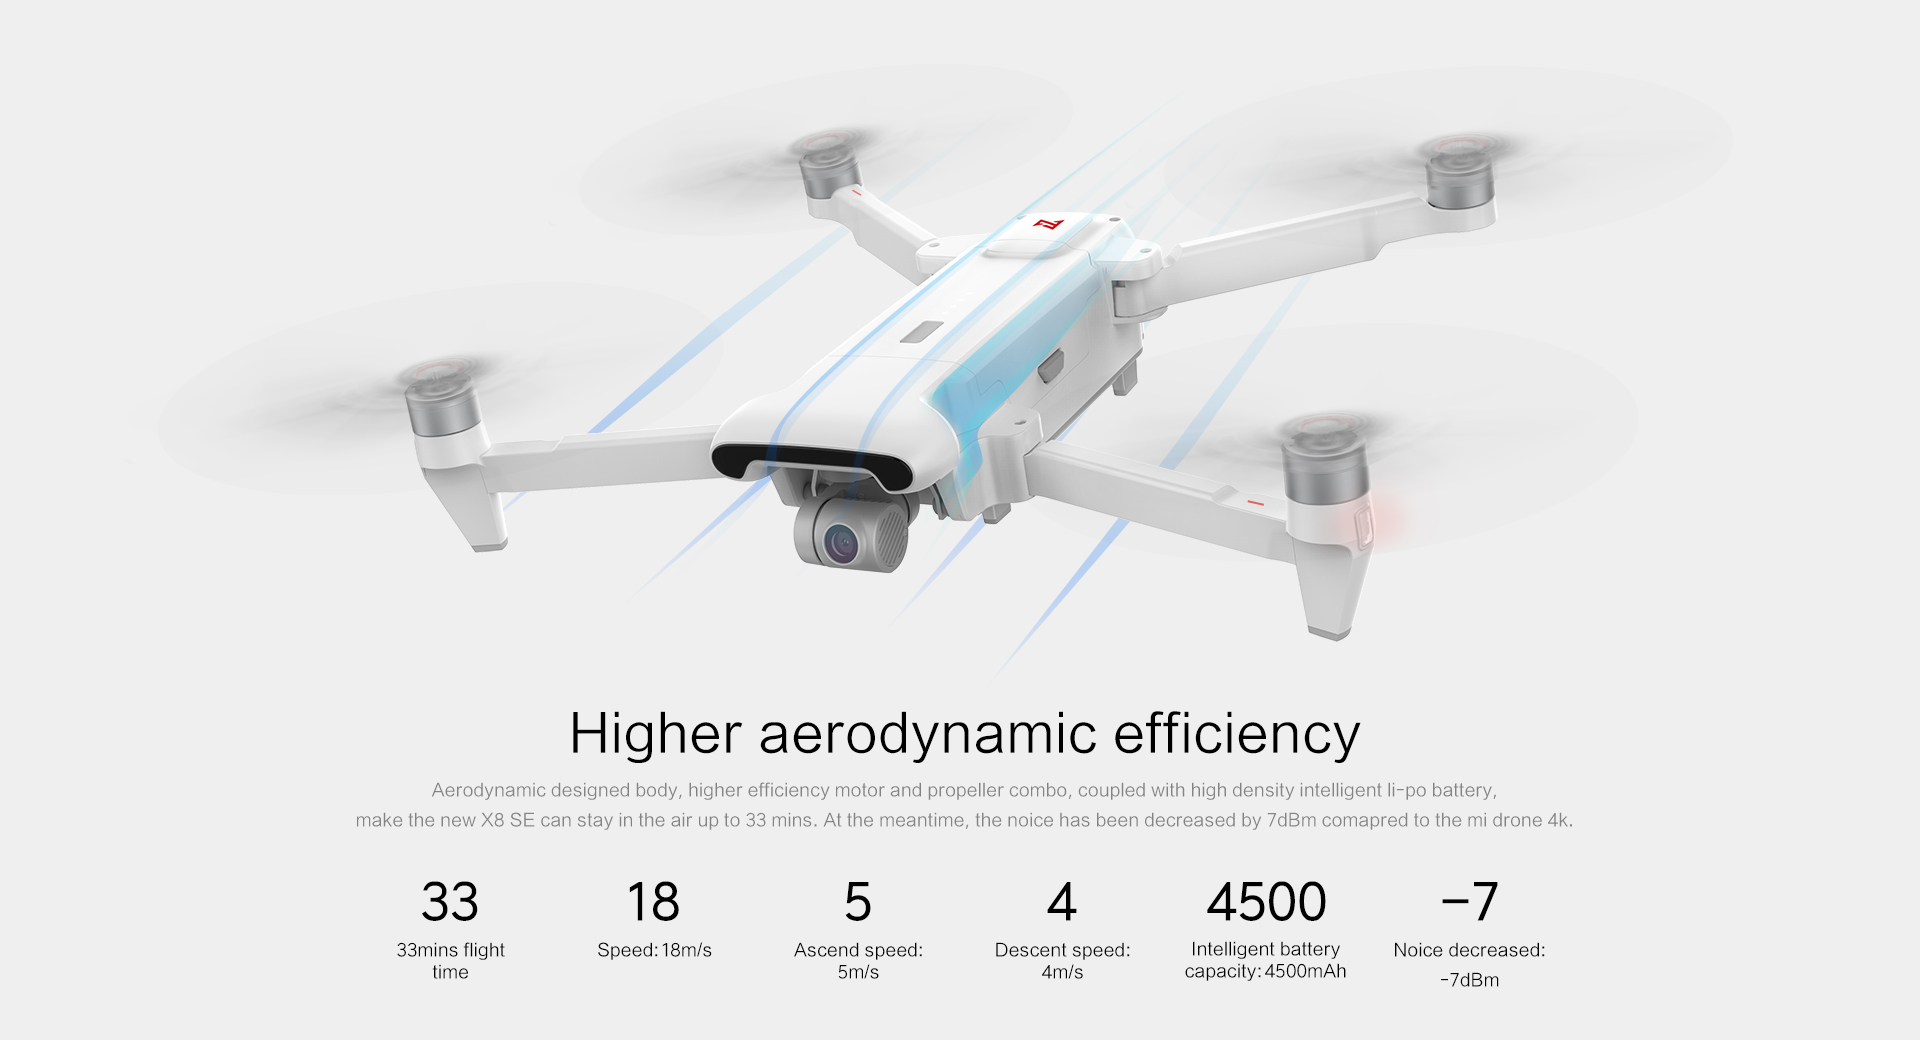 Higher aerodynamic efficiency
Aerodynamic designed body, higher efficiency motor and propeller combo, coupled with high density intelligent li-po battery,
make the new X8 SE can stay in the air up to 33 mins. At the meantime, the noice has been decreased by 7dBm comapred to the mi drone 4k.
33
33mins flight
time
18
Speed:18m/s
5
Ascend speed:
5m/s
4
Descent speed:
4m/s
4500
Intelligent battery
capacity:4500mAh
-7
Noice decreased:
-7dBm